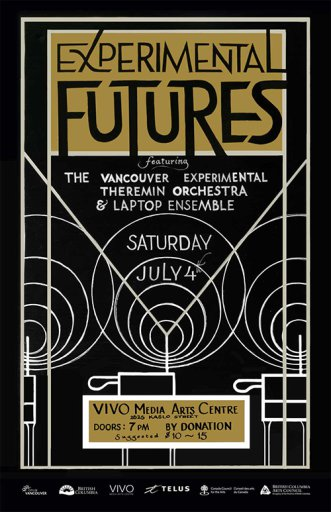 EXPERIMENTAL
FUTURES
featuring
THE VANCOUVER EXPERIMENTAL
THEREMIN ORCHESTRA
& LAPTOP ENSEMBLE
SATURDAY
JULY 4th
VIVO MEDIA ARTS CENTRE
2625 KASLO STREET
DOORS: 7 PM BY DONATION
Suggested $10 ~ 15
CITY OF VANCOUVER
BRITISH COLUMBIA
VIVO
TELUS
Canada Council for the Arts
Conseil des arts du Canada
BRITISH COLUMBIA ARTS COUNCIL